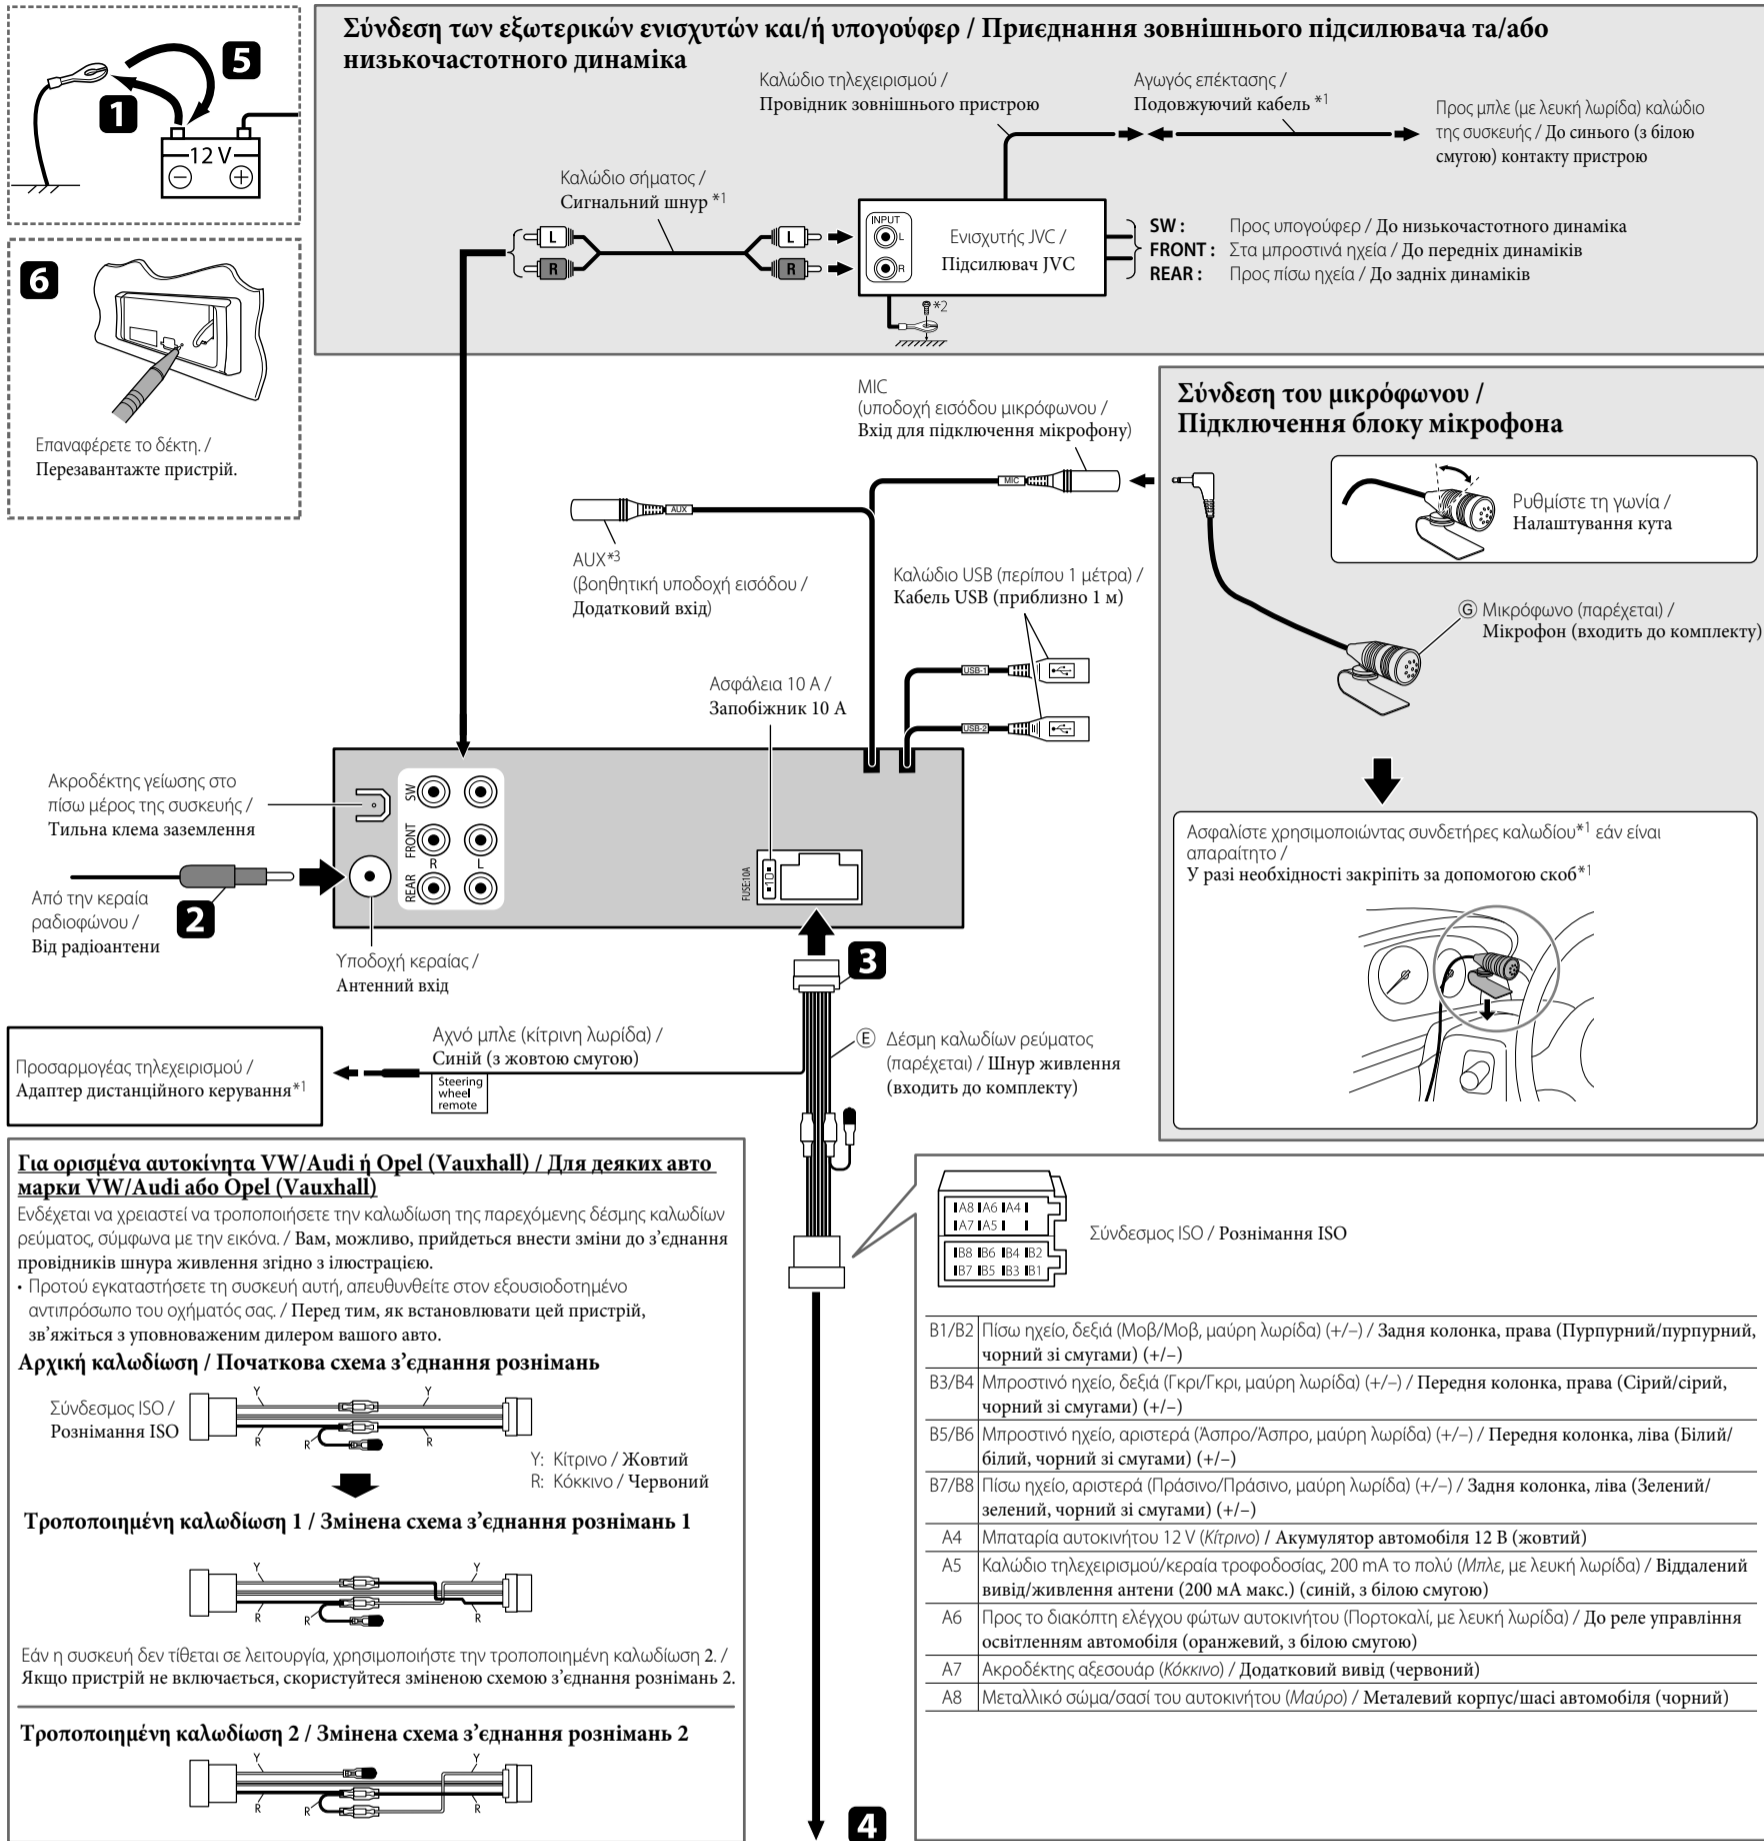 5
1
12 V
6
Επαναφέρετε το δέκτη. /
Перезавантажте пристрій.
Σύνδεση των εξωτερικών ενισχυτών και/ή υπογούφερ / Приєднання зовнішнього підсилювача та/або
низькочастотного динаміка
Καλώδιο τηλεχειρισμού /
Провідник зовнішнього пристрою
Αγωγός επέκτασης /
Подовжуючий кабель *1
Προς μπλε (με λευκή λωρίδα) καλώδιο
της συσκευής / До синього (з білою
смугою) контакту пристрою
Καλώδιο σήματος /
Сигнальний шнур *1
L
R
L
R
INPUT
L
R
Ενισχυτής JVC /
Підсилювач JVC
SW : Προς υπογούφερ / До низькочастотного динаміка
FRONT : Στα μπροστινά ηχεία / До передніх динаміків
REAR : Προς πίσω ηχεία / До задніх динаміків
*2
MIC
(υποδοχή εισόδου μικρόφωνου /
Вхід для підключення мікрофону)
MIC
AUX
AUX*3
(βοηθητική υποδοχή εισόδου /
Додатковий вхід)
Καλώδιο USB (περίπου 1 μέτρα) /
Кабель USB (приблизно 1 м)
USB-1
USB-2
Ασφάλεια 10 A /
Запобіжник 10 A
Σύνδεση του μικρόφωνου /
Підключення блоку мікрофона
Ρυθμίστε τη γωνία /
Налаштування кута
Ⓖ Μικρόφωνο (παρέχεται) /
Мікрофон (входить до комплекту)
Ασφαλίστε χρησιμοποιώντας συνδετήρες καλωδίου*1 εάν είναι
απαραίτητο /
У разі необхідності закріпіть за допомогою скоб*1
Ακροδέκτης γείωσης στο
πίσω μέρος της συσκευής /
Тильна клема заземлення
SW
FRONT
R L
REAR
FUSE10A
10
Από την κεραία
ραδιοφώνου /
Від радіоантени
2
Υποδοχή κεραίας /
Антенний вхід
3
Προσαρμογέας τηλεχειρισμού /
Адаптер дистанційного керування*1
Αχνό μπλε (κίτρινη λωρίδα) /
Синій (з жовтою смугою)
Steering
wheel
remote
Ⓔ Δέσμη καλωδίων ρεύματος
(παρέχεται) / Шнур живлення
(входить до комплекту)
Για ορισμένα αυτοκίνητα VW/Audi ή Opel (Vauxhall) / Для деяких авто
марки VW/Audi або Opel (Vauxhall)
Ενδέχεται να χρειαστεί να τροποποιήσετε την καλωδίωση της παρεχόμενης δέσμης καλωδίων
ρεύματος, σύμφωνα με την εικόνα. / Вам, можливо, прийдеться внести зміни до з’єднання
провідників шнура живлення згідно з ілюстрацією.
• Προτού εγκαταστήσετε τη συσκευή αυτή, απευθυνθείτε στον εξουσιοδοτημένο
αντιπρόσωπο του οχήματός σας. / Перед тим, як встановлювати цей пристрій,
зв’яжіться з уповноваженим дилером вашого авто.
Αρχική καλωδίωση / Початкова схема з’єднання рознімань
Σύνδεσμος ISO /
Рознімання ISO
Y Y
R R R
Y: Κίτρινο / Жовтий
R: Κόκκινο / Червоний
Τροποποιημένη καλωδίωση 1 / Змінена схема з’єднання рознімань 1
Y Y
R R R
Εάν η συσκευή δεν τίθεται σε λειτουργία, χρησιμοποιήστε την τροποποιημένη καλωδίωση 2. /
Якщо пристрій не включається, скористуйтеся зміненою схемою з’єднання рознімань 2.
Τροποποιημένη καλωδίωση 2 / Змінена схема з’єднання рознімань 2
Y Y
R R R
4
A8 A6 A4
A7 A5
B8 B6 B4 B2
B7 B5 B3 B1
Σύνδεσμος ISO / Рознімання ISO
B1/B2 Πίσω ηχείο, δεξιά (Μοβ/Μοβ, μαύρη λωρίδα) (+/–) / Задня колонка, права (Пурпурний/пурпурний,
чорний зі смугами) (+/–)
B3/B4 Μπροστινό ηχείο, δεξιά (Γκρι/Γκρι, μαύρη λωρίδα) (+/–) / Передня колонка, права (Сірий/сірий,
чорний зі смугами) (+/–)
B5/B6 Μπροστινό ηχείο, αριστερά (Άσπρο/Άσπρο, μαύρη λωρίδα) (+/–) / Передня колонка, ліва (Білий/
білий, чорний зі смугами) (+/–)
B7/B8 Πίσω ηχείο, αριστερά (Πράσινο/Πράσινο, μαύρη λωρίδα) (+/–) / Задня колонка, ліва (Зелений/
зелений, чорний зі смугами) (+/–)
A4 Μπαταρία αυτοκινήτου 12 V (Κίτρινο) / Акумулятор автомобіля 12 В (жовтий)
A5 Καλώδιο τηλεχειρισμού/κεραία τροφοδοσίας, 200 mA το πολύ (Μπλε, με λευκή λωρίδα) / Віддалений
вивід/живлення антени (200 мА макс.) (синій, з білою смугою)
A6 Προς το διακόπτη ελέγχου φώτων αυτοκινήτου (Πορτοκαλί, με λευκή λωρίδα) / До реле управління
освітленням автомобіля (оранжевий, з білою смугою)
A7 Ακροδέκτης αξεσουάρ (Κόκκινο) / Додатковий вивід (червоний)
A8 Μεταλλικό σώμα/σασί του αυτοκινήτου (Μαύρο) / Металевий корпус/шасі автомобіля (чорний)